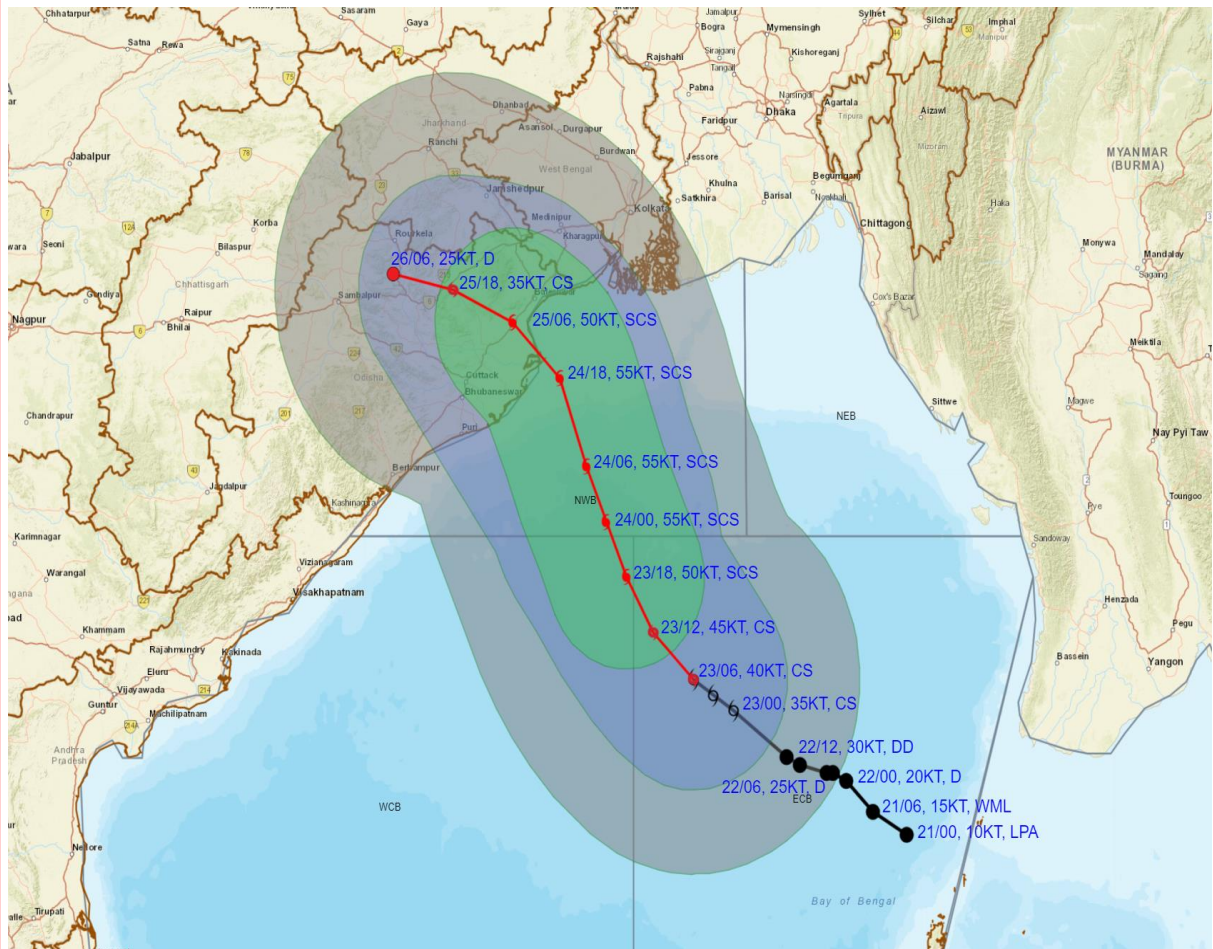 Chhatarpur
Sasaram
Gaya
Jamalpur
Mymensingh
Sylhet
Silchar
Imphal
Manipur
Satna
Rewa
Bogra
Rajshahi
Sirajganj
Kishoreganj
Tangail
Pabna
Narsingdi
Agartala
Tripura
Aizawl
Mizoram
Dhanbad
Asansol
Durgapur
Dhaka
Faridpur
Jharkhand
Ranchi
Burdwan
Jessore
MYANMAR
(BURMA)
Jabalpur
West Bengal
Khulna
Barisal
Begumganj
Noakhali
Satkhira
Haka
Jamshedpur
Kolkata
Medinipur
Kharagpur
Chittagong
Korba
Bilaspur
Rourkela
Seoni
Monywa
Mandalay
Sagaing
26/06, 25KT, D
25/18, 35KT, CS
Chhattisgarh
Gondiya
Sambalpur
Cox's Bazar
Nagpur
Raipur
Bhilai
25/06, 50KT, SCS
Meiktila
Odisha
Cuttack
Bhubaneswar
24/18, 55KT, SCS
Magwe
Sittwe
NEB
Chandrapur
Puri
Nay Pyi Taw
Berhampur
24/06, 55KT, SCS
Jagdalpur
Kashinagara
NWB
Toungoo
Pye
24/00, 55KT, SCS
Karimnagar
Sandoway
Vizianagaram
Warangal
23/18, 50KT, SCS
Visakhapatnam
Henzada
Khammam
23/12, 45KT, CS
Pegu
Rajahmundry
Kakinada
Eluru
Bassein
Yangon
23/06, 40KT, CS
Vijayawada
Guntur
23/00, 35KT, CS
Machilipatnam
Andhra
Pradesh
22/12, 30KT, DD
22/06, 25KT, D
22/00, 20KT, D
ECB
WCB
21/06, 15KT, WML
21/00, 10KT, LPA
Nellore
Bay of Bengal
Tirupati